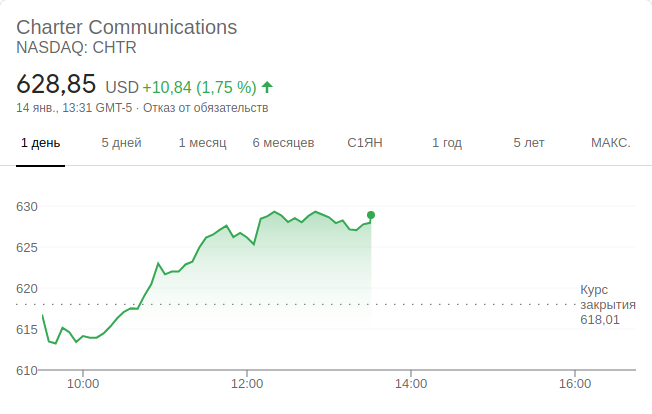 Charter Communications
NASDAQ: CHTR
628,85 USD +10,84 (1,75 %)
14 янв., 13:31 GMT-5 · Отказ от обязательств
1 день 5 дней 1 месяц 6 месяцев С1ЯН 1 год 5 лет МАКС.
630
625
620
615
610
Курс
закрытия
618,01
10:00 12:00 14:00 16:00